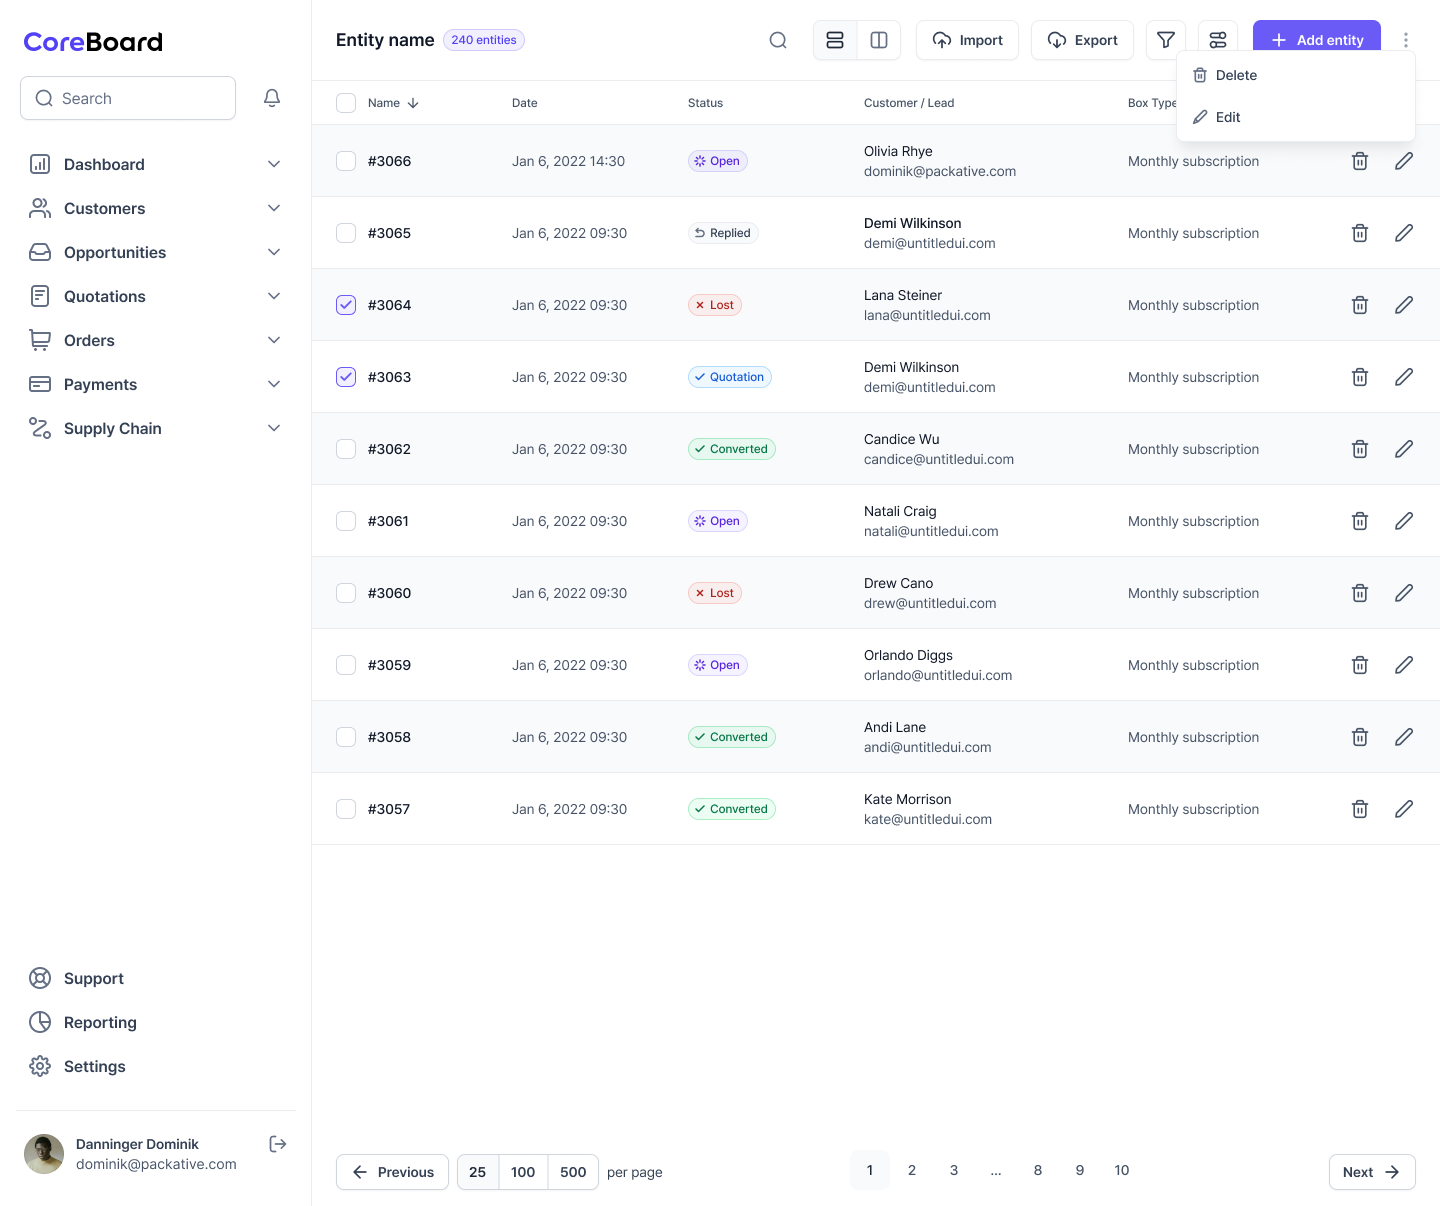 CoreBoard
Search
Dashboard
Customers
Opportunities
Quotations
Orders
Payments
Supply Chain
Support
Reporting
Settings
Danninger Dominik
dominik@packative.com
Entity name 240 entities Import Export Add entity
Delete
Edit
Name Date Status Customer / Lead Box Type
#3066 Jan 6, 2022 14:30 Open Olivia Rhye Monthly subscription
dominik@packative.com
#3065 Jan 6, 2022 09:30 Replied Demi Wilkinson Monthly subscription
demi@untitledui.com
#3064 Jan 6, 2022 09:30 Lost Lana Steiner Monthly subscription
lana@untitledui.com
#3063 Jan 6, 2022 09:30 Quotation Demi Wilkinson Monthly subscription
demi@untitledui.com
#3062 Jan 6, 2022 09:30 Converted Candice Wu Monthly subscription
candice@untitledui.com
#3061 Jan 6, 2022 09:30 Open Natali Craig Monthly subscription
natali@untitledui.com
#3060 Jan 6, 2022 09:30 Lost Drew Cano Monthly subscription
drew@untitledui.com
#3059 Jan 6, 2022 09:30 Open Orlando Diggs Monthly subscription
orlando@untitledui.com
#3058 Jan 6, 2022 09:30 Converted Andi Lane Monthly subscription
andi@untitledui.com
#3057 Jan 6, 2022 09:30 Converted Kate Morrison Monthly subscription
kate@untitledui.com
Previous 25 100 500 per page 1 2 3 ... 8 9 10 Next